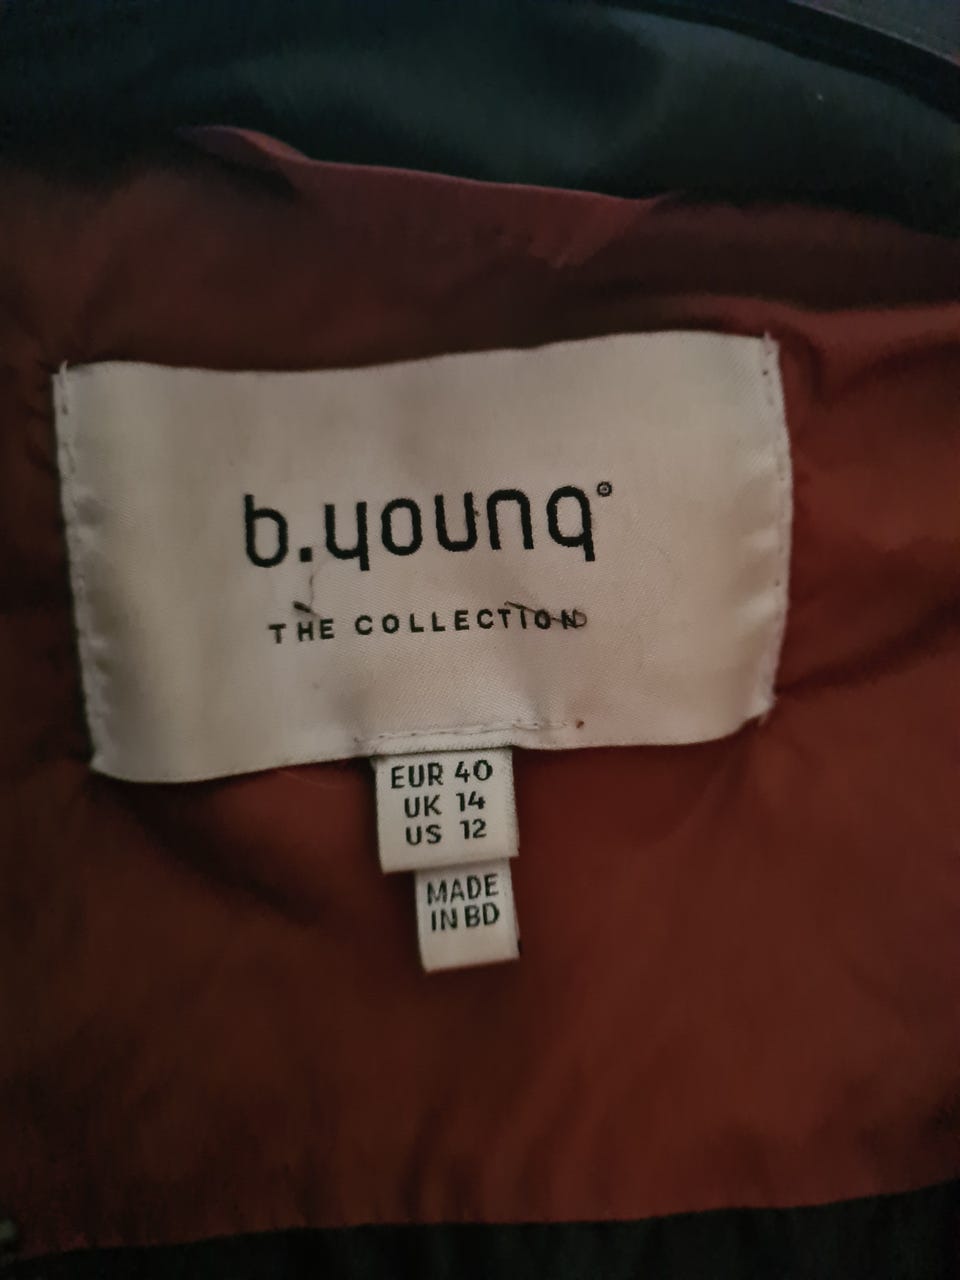 b.young
THE COLLECTION
EUR 40
UK 14
US 12
MADE
IN BD